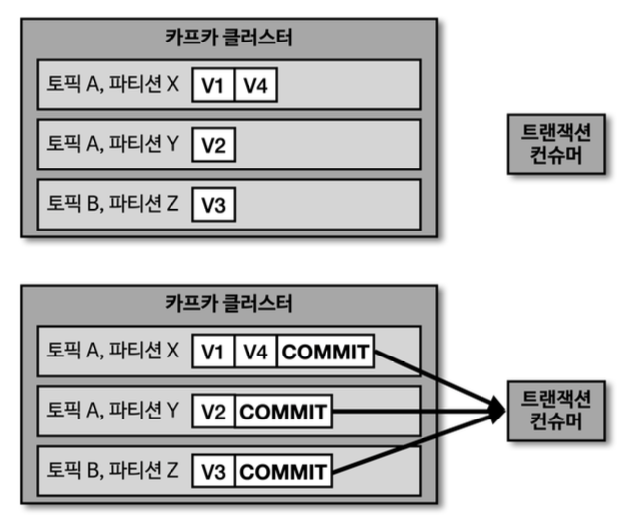 카프카 클러스터
토픽 A, 파티션 X V1 V4
토픽 A, 파티션 Y V2
토픽 B, 파티션 Z V3
트랜잭션
컨슈머
카프카 클러스터
토픽 A, 파티션 X V1 V4 COMMIT
토픽 A, 파티션 Y V2 COMMIT
토픽 B, 파티션 Z V3 COMMIT
트랜잭션
컨슈머